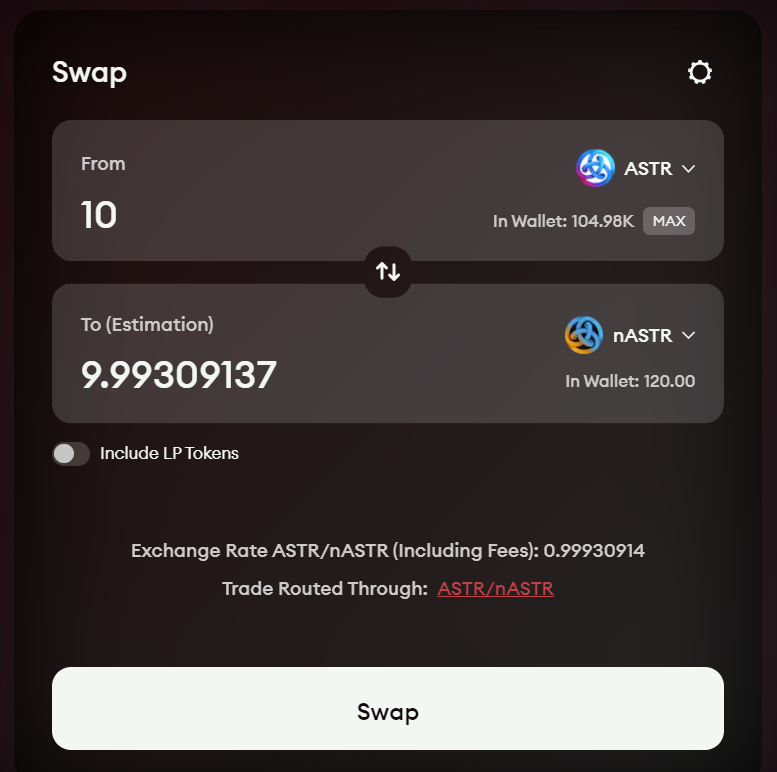 Swap
From
ASTR
10
In Wallet: 104.98K MAX
To (Estimation)
nASTR
9.99309137
In Wallet: 120.00
Include LP Tokens
Exchange Rate ASTR/nASTR (Including Fees): 0.99930914
Trade Routed Through: ASTR/nASTR
Swap